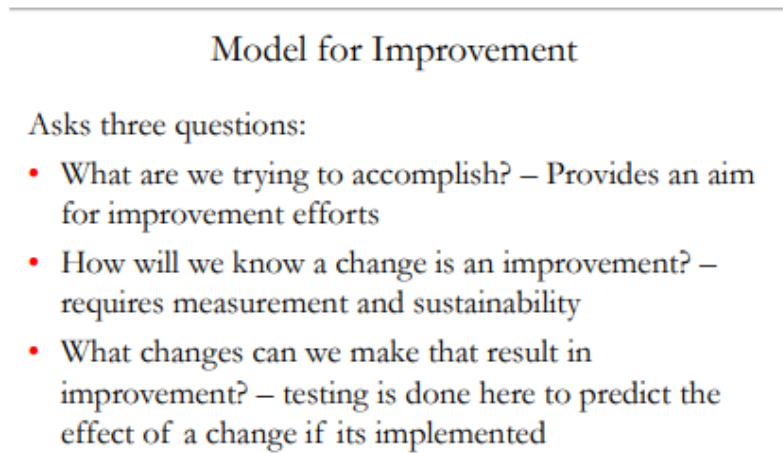 Model for Improvement
Asks three questions:
• What are we trying to accomplish? – Provides an aim
for improvement efforts
• How will we know a change is an improvement? –
requires measurement and sustainability
• What changes can we make that result in
improvement? – testing is done here to predict the
effect of a change if its implemented